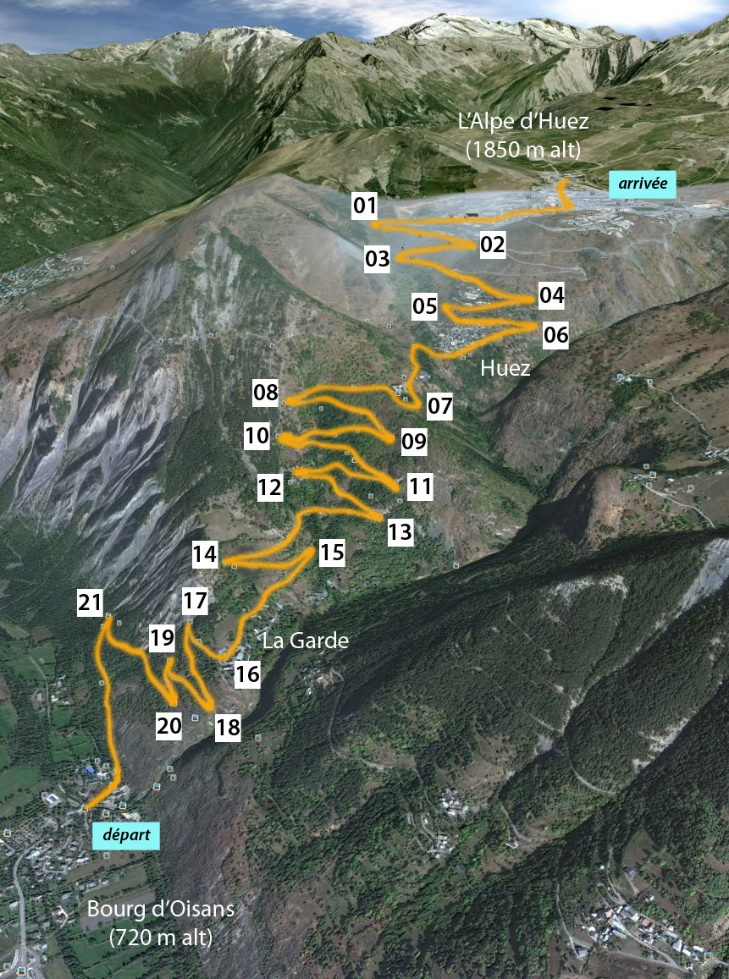 L'Alpe d'Huez
(1850 m alt)
arrivée
01
02
03
04
05
06
Huez
07
08
09
10
11
12
13
14
15
16
La Garde
17
18
19
20
21
départ
Bourg d'Oisans
(720 m alt)